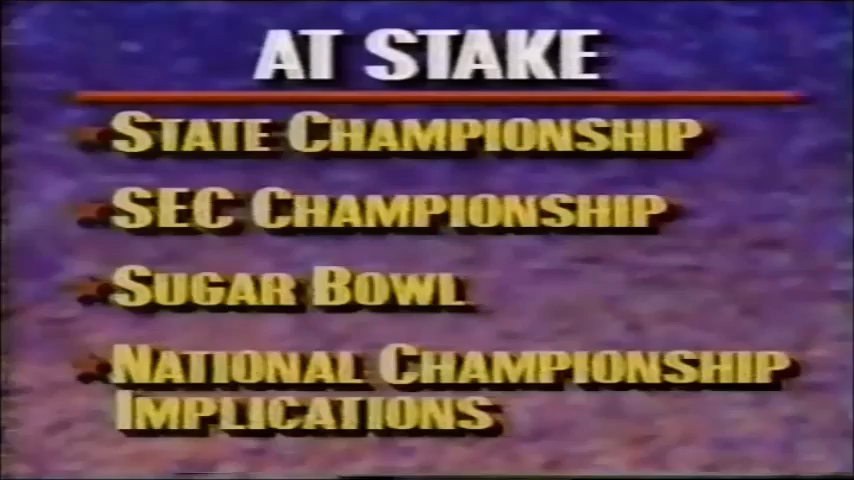 AT STAKE
STATE CHAMPIONSHIP
SEC CHAMPIONSHIP
SUGAR BOWL
NATIONAL CHAMPIONSHIP
IMPLICATIONS